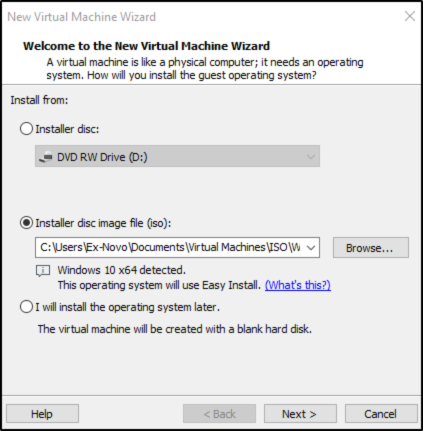 New Virtual Machine Wizard
Welcome to the New Virtual Machine Wizard
A virtual machine is like a physical computer; it needs an operating
system. How will you install the guest operating system?
Install from:
Installer disc:
DVD RW Drive (D:)
Installer disc image file (iso):
C:\Users\Ex-Novo\Documents\Virtual Machines\ISO\W
Browse...
Windows 10 x64 detected.
This operating system will use Easy Install. (What's this?)
I will install the operating system later.
The virtual machine will be created with a blank hard disk.
Help < Back Next > Cancel